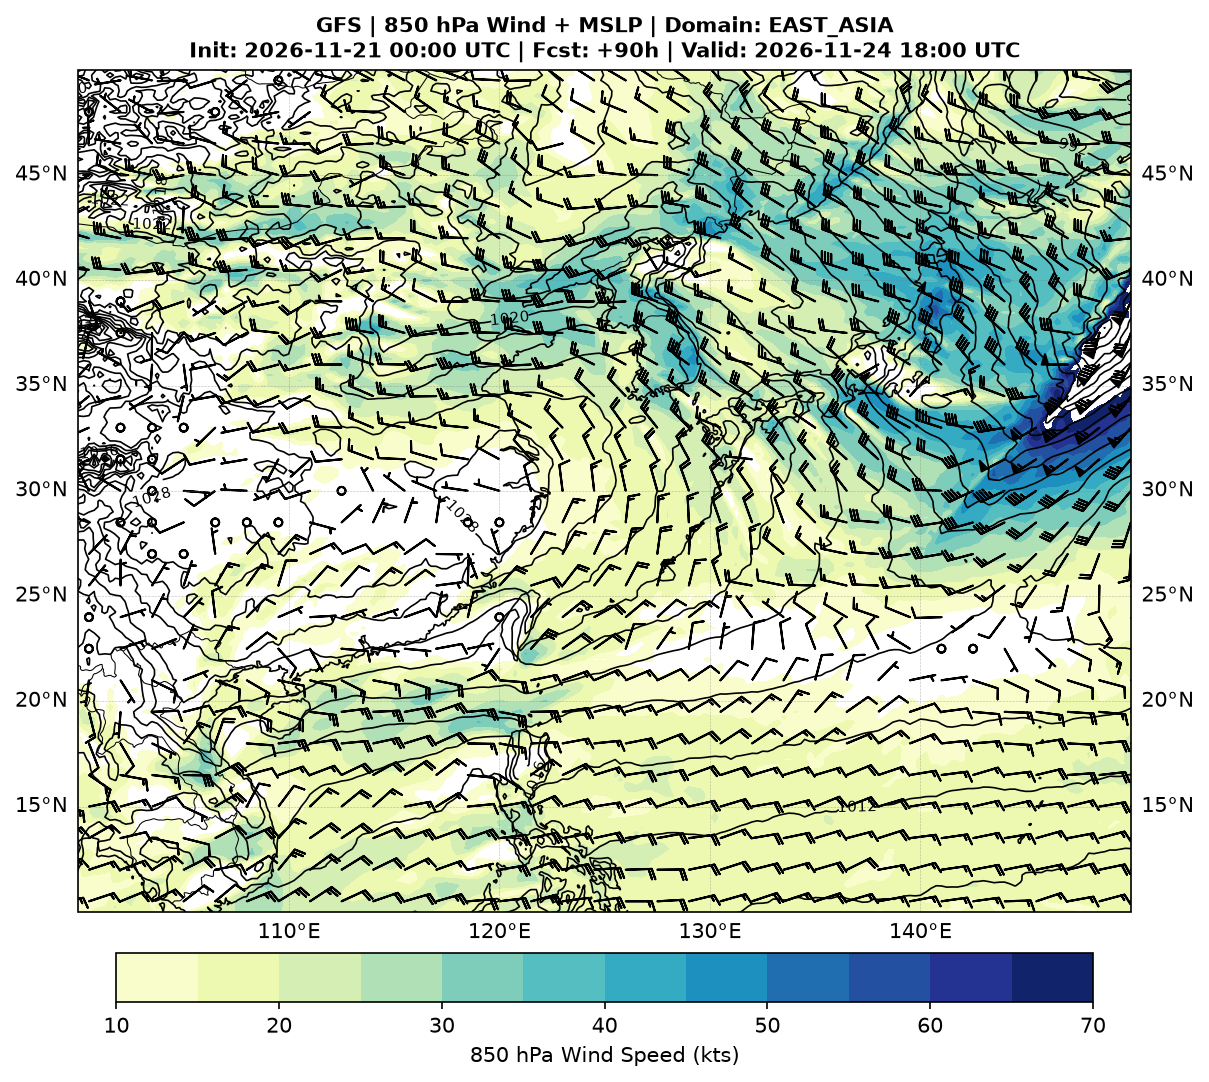 GFS | 850 hPa Wind + MSLP | Domain: EAST_ASIA
Init: 2026-11-21 00:00 UTC | Fcst: +90h | Valid: 2026-11-24 18:00 UTC
45°N 45°N
40°N 40°N
1020
35°N 35°N
30°N 30°N
1028
1028
25°N 25°N
20°N 20°N
15°N 15°N
1012
110°E 120°E 130°E 140°E
10 20 30 40 50 60 70
850 hPa Wind Speed (kts)